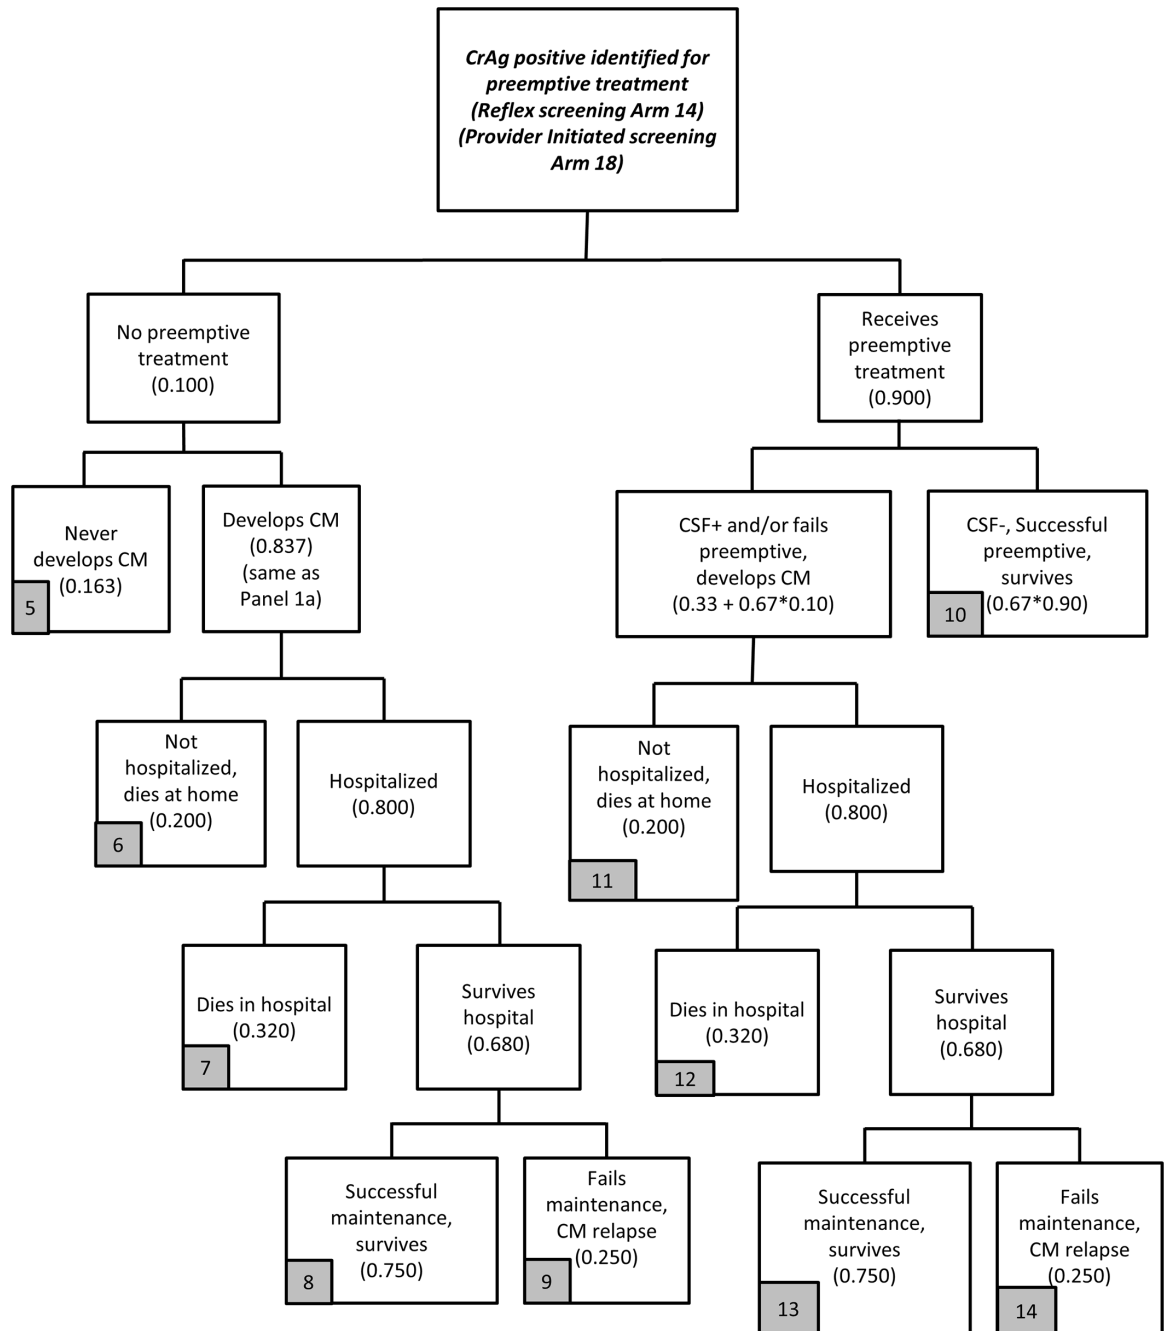 CrAg positive identified for
preemptive treatment
(Reflex screening Arm 14)
(Provider Initiated screening
Arm 18)
No preemptive
treatment
(0.100)
Receives
preemptive
treatment
(0.900)
Never
develops CM
(0.163)
5
Develops CM
(0.837)
(same as
Panel 1a)
CSF+ and/or fails
preemptive,
develops CM
(0.33 + 0.67*0.10)
CSF-, Successful
preemptive,
survives
(0.67*0.90)
10
Not
hospitalized,
dies at home
(0.200)
6
Hospitalized
(0.800)
Not
hospitalized,
dies at home
(0.200)
11
Hospitalized
(0.800)
Dies in hospital
(0.320)
7
Survives
hospital
(0.680)
Dies in hospital
(0.320)
12
Survives
hospital
(0.680)
Successful
maintenance,
survives
(0.750)
8
Fails
maintenance,
CM relapse
(0.250)
9
Successful
maintenance,
survives
(0.750)
13
Fails
maintenance,
CM relapse
(0.250)
14